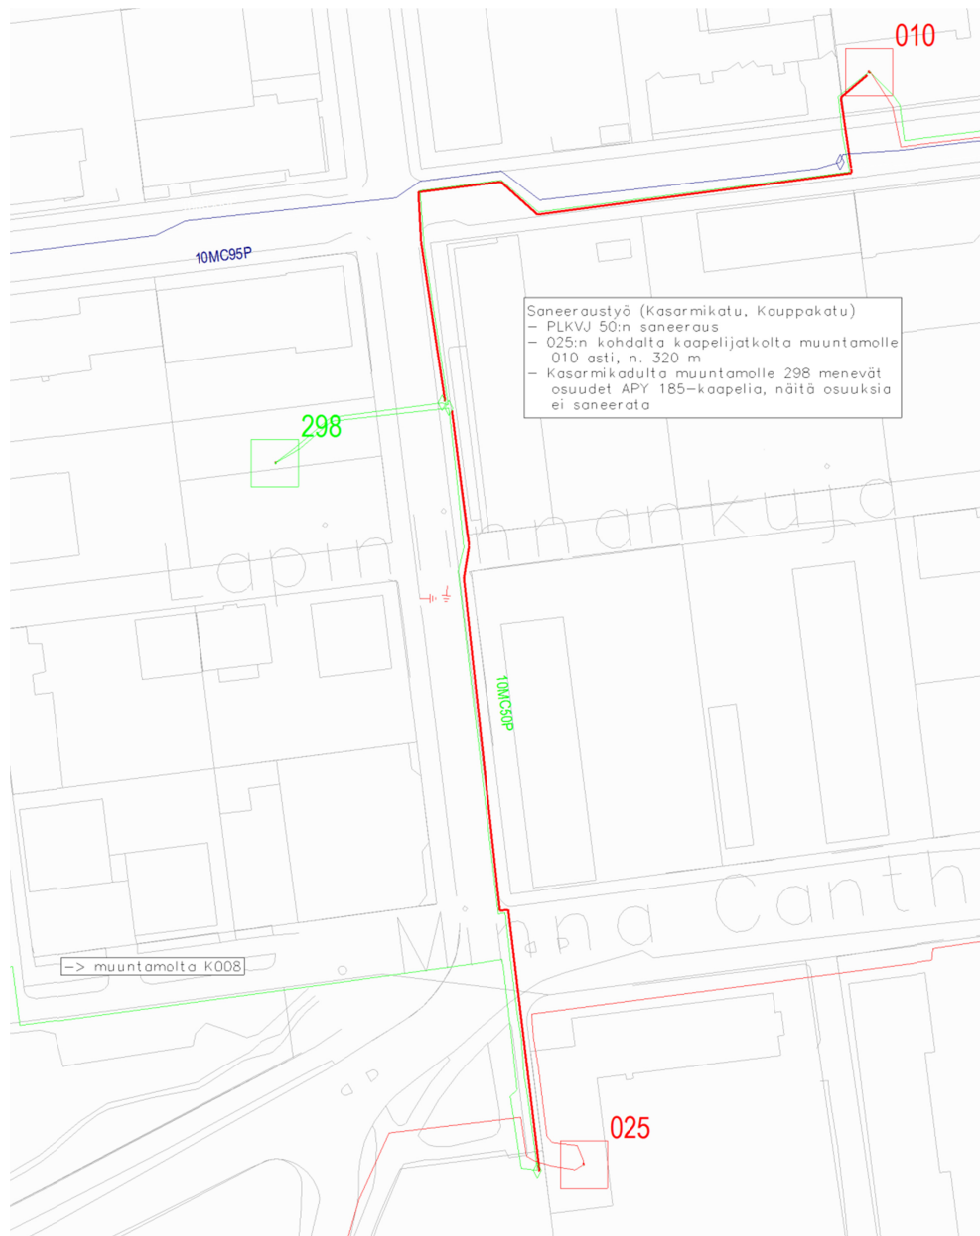 010
10MC95P
Saneeraustyö (Kasarmikatu, Kauppakatu)
– PLKVJ 50:n saneeraus
– 025:n kohdalta kaapelijatkolta muuntamolle
010 asti, n. 320 m
– Kasarmikadulta muuntamolle 298 menevät
osuudet APY 185–kaapelia, näitä osuuksia
ei saneerata
298
Lapinlinnankuja
10MC50P
Minna Canth
–> muuntamolta K008
025